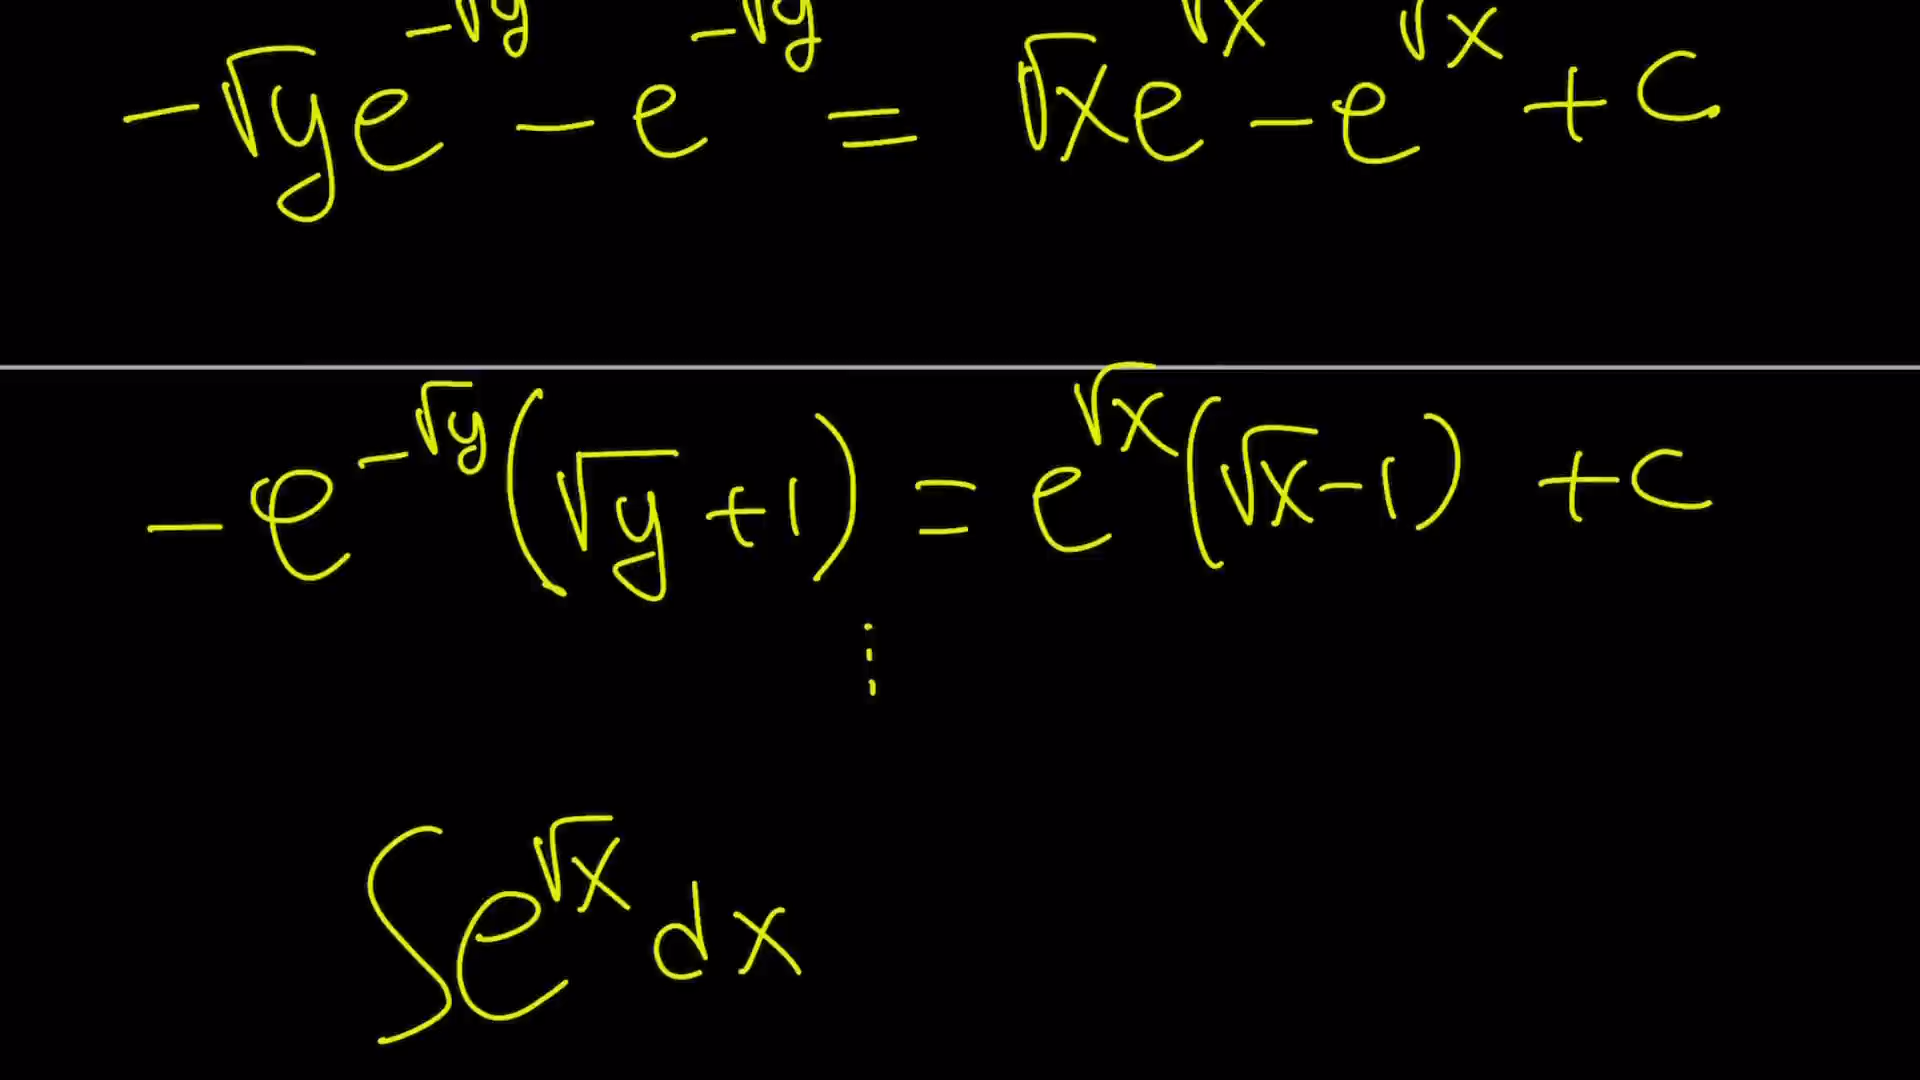 -√y e^{-√y} - e^{-√y} = √x e^{√x} - e^{√x} + C
-e^{-√y} (√y + 1) = e^{√x} (√x - 1) + C
⋮
∫ e^{√x} dx